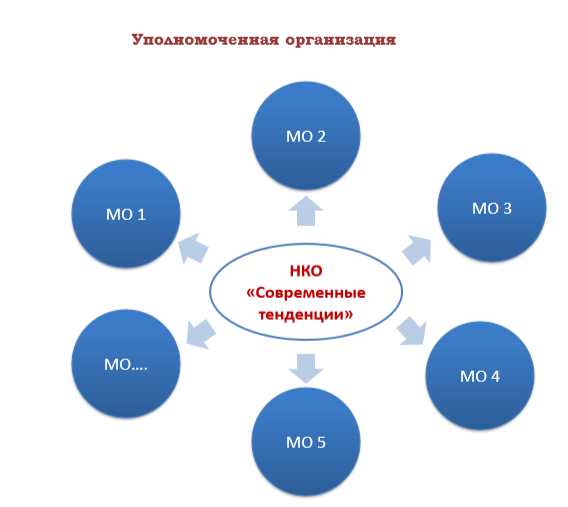 Уполномоченная организация
МО 2
МО 1
МО 3
НКО
«Современные
тенденции»
МО....
МО 4
МО 5